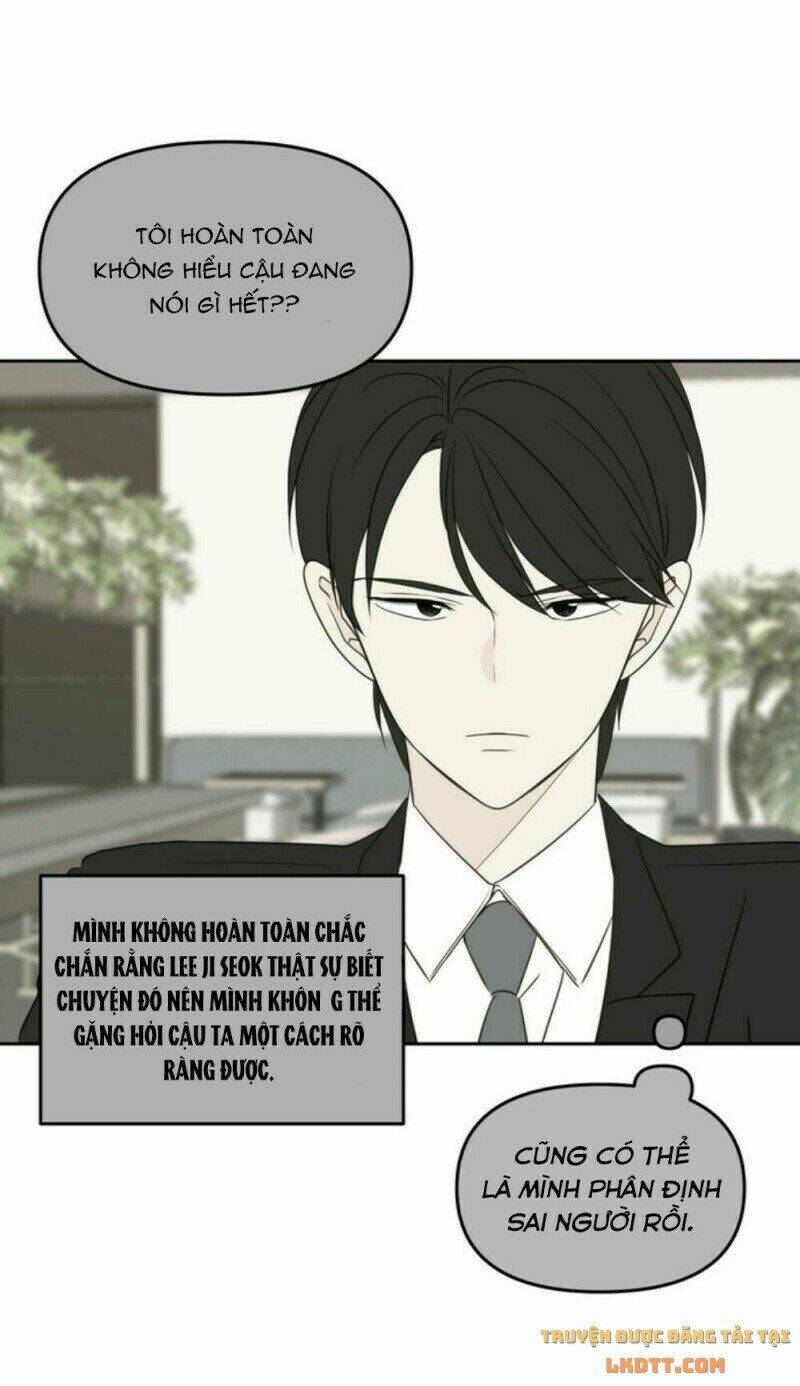 TÔI HOÀN TOÀN
KHÔNG HIỂU CẬU ĐANG
NÓI GÌ HẾT??
MÌNH KHÔNG HOÀN TOÀN CHẮC
CHẮN RẰNG LEE JI SEOK THẬT SỰ BIẾT
CHUYỆN ĐÓ NÊN MÌNH KHÔN G THỂ
GẶNG HỎI CẬU TA MỘT CÁCH RÕ
RÀNG ĐƯỢC.
CŨNG CÓ THỂ
LÀ MÌNH PHÂN ĐỊNH
SAI NGƯỜI RỒI.
TRUYỆN ĐƯỢC ĐĂNG TẢI TẠI
LKDTT.COM